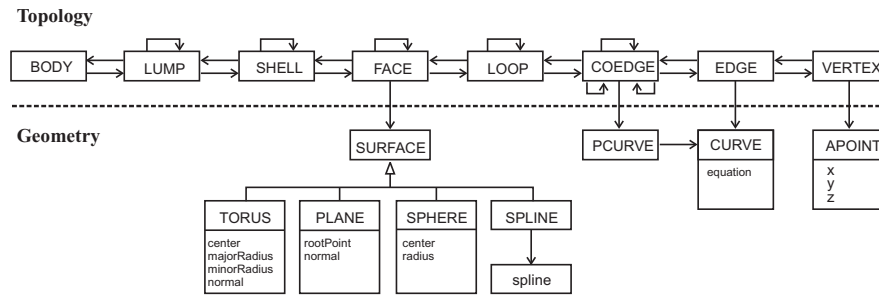 Topology
BODY LUMP SHELL FACE LOOP COEDGE EDGE VERTEX
Geometry
SURFACE PCURVE CURVE APOINT
equation
x
y
z
TORUS PLANE SPHERE SPLINE
center rootPoint center
majorRadius normal radius
minorRadius
normal
spline